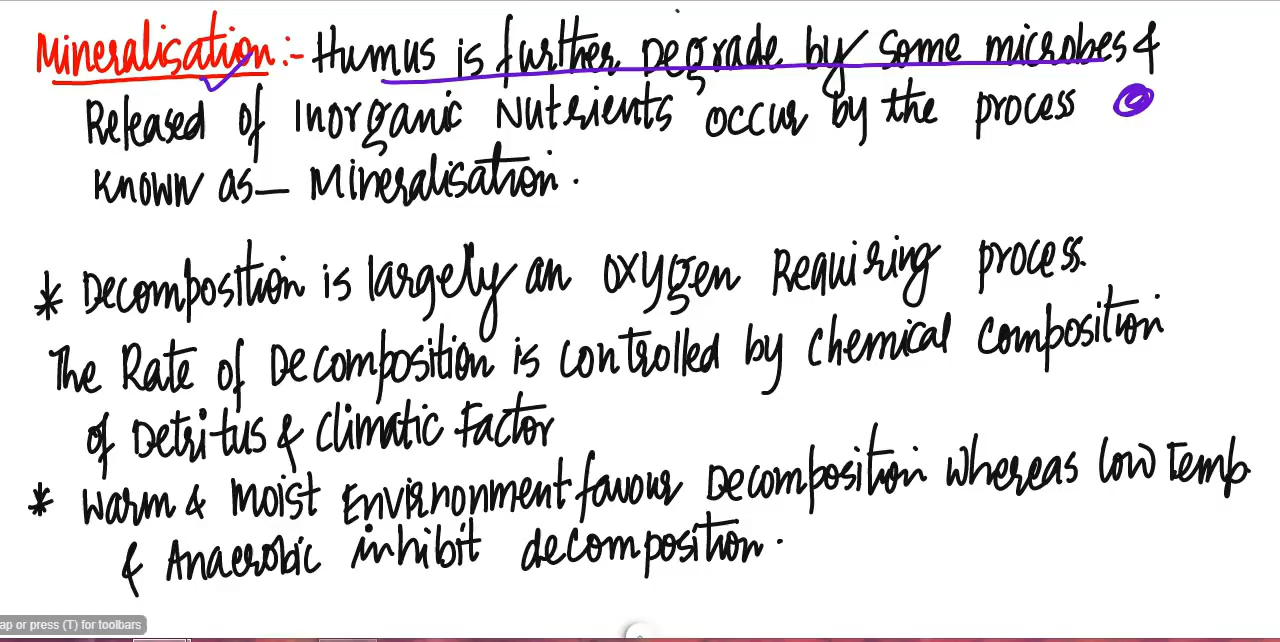 Mineralisation:- Humus is further Degrade by some microbes &
Released of Inorganic Nutrients occur by the process
known as— Mineralisation.
* Decomposition is largely an oxygen Requiring process.
The Rate of Decomposition is controlled by chemical composition
of Detritus & Climatic Factor
* Warm & Moist Environment favour Decomposition whereas low Temp
& Anaerobic inhibit decomposition.
ap or press (T) for toolbars